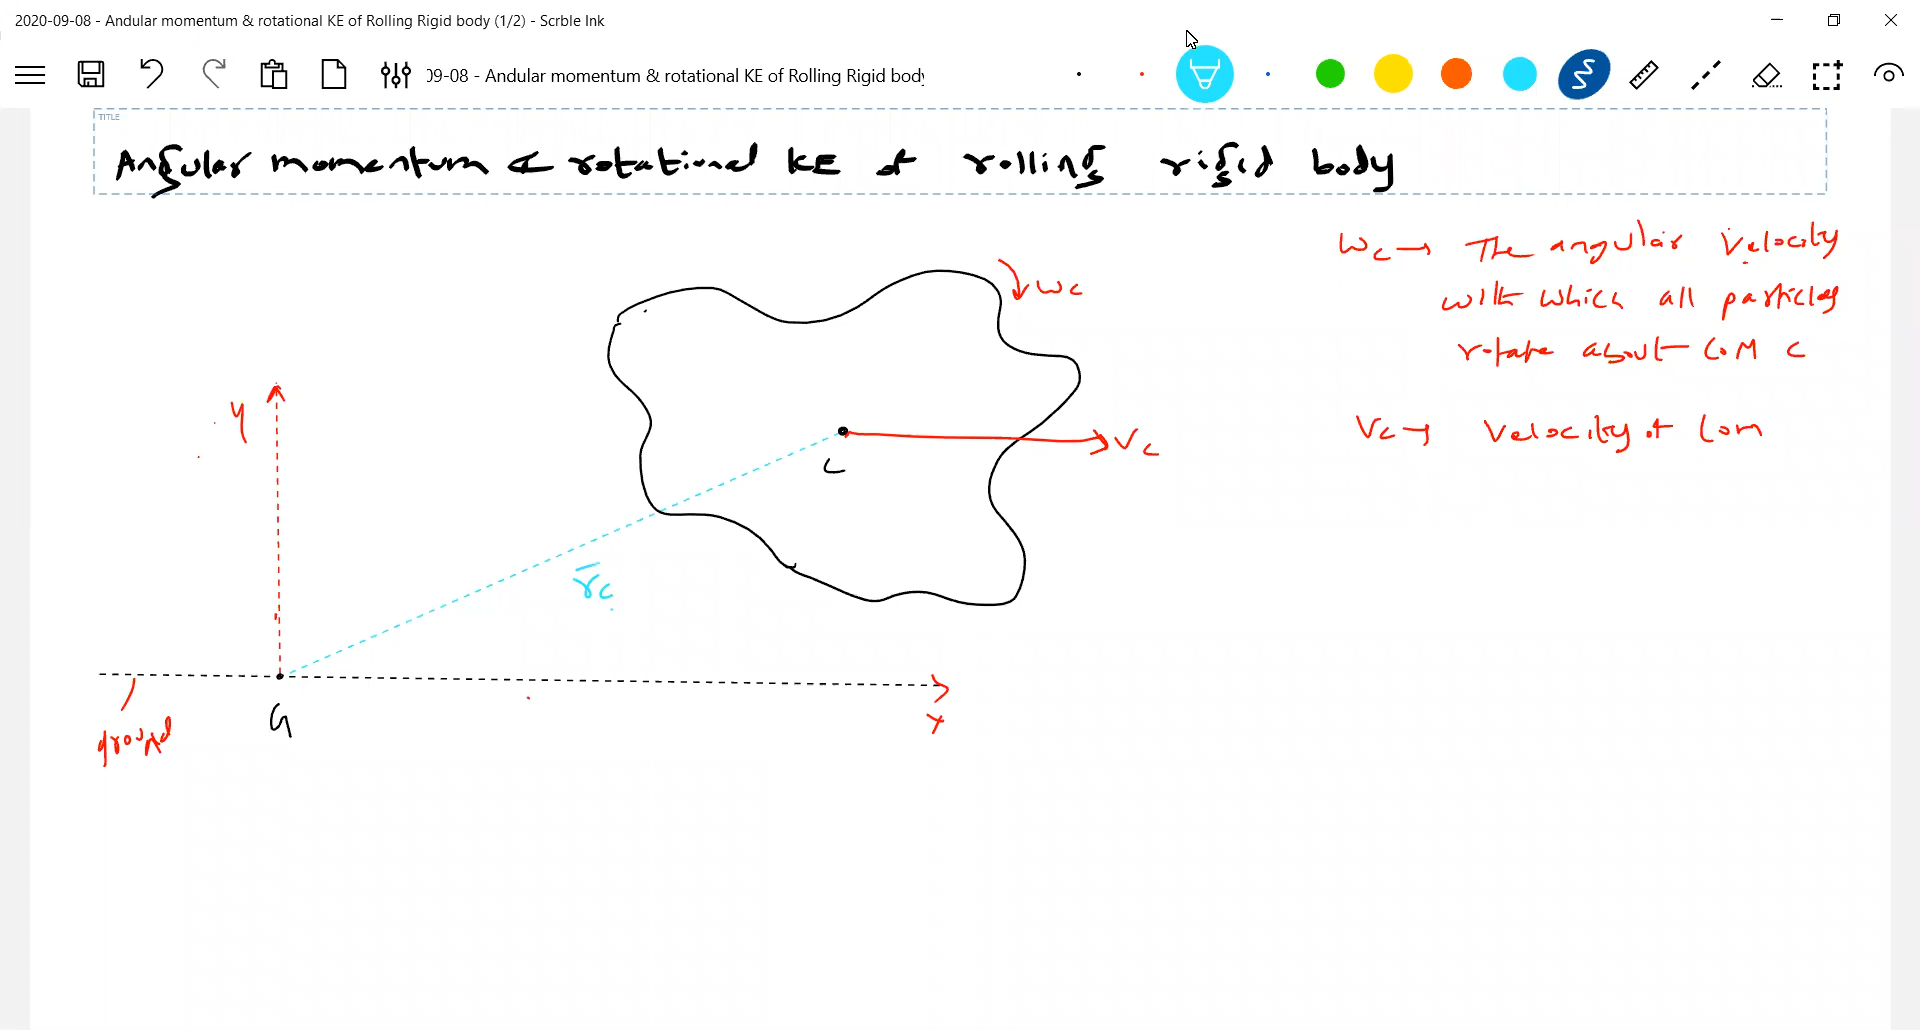 2020-09-08 - Andular momentum & rotational KE of Rolling Rigid body (1/2) - Scrble Ink
09-08 - Andular momentum & rotational KE of Rolling Rigid body
TITLE
Angular momentum & rotational KE of rolling rigid body
ωc → The angular velocity
with which all particles
rotate about COM C
ωc
y
Vc → Velocity of Com
Vc
C
r̄c
x
G
ground